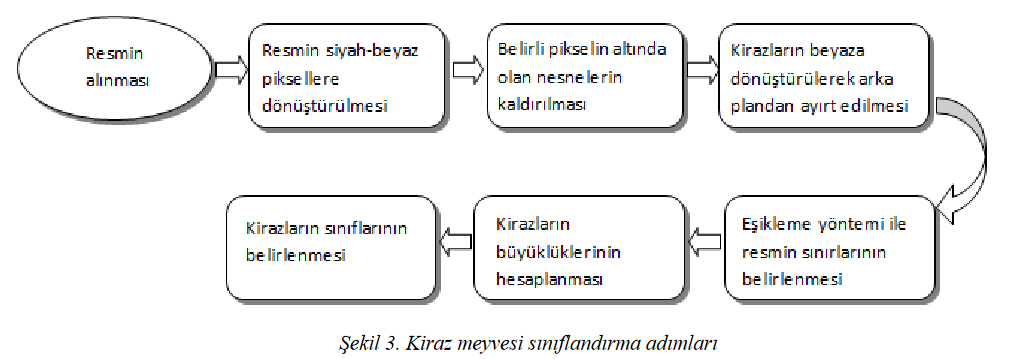 Resmin
alınması
Resmin siyah-beyaz
piksellere
dönüştürülmesi
Belirli pikselin altında
olan nesnelerin
kaldırılması
Kirazların beyaza
dönüştürülerek arka
plandan ayırt edilmesi
Eşikleme yöntemi ile
resmin sınırlarının
belirlenmesi
Kirazların
büyüklüklerinin
hesaplanması
Kirazların sınıflarının
belirlenmesi
Şekil 3. Kiraz meyvesi sınıflandırma adımları